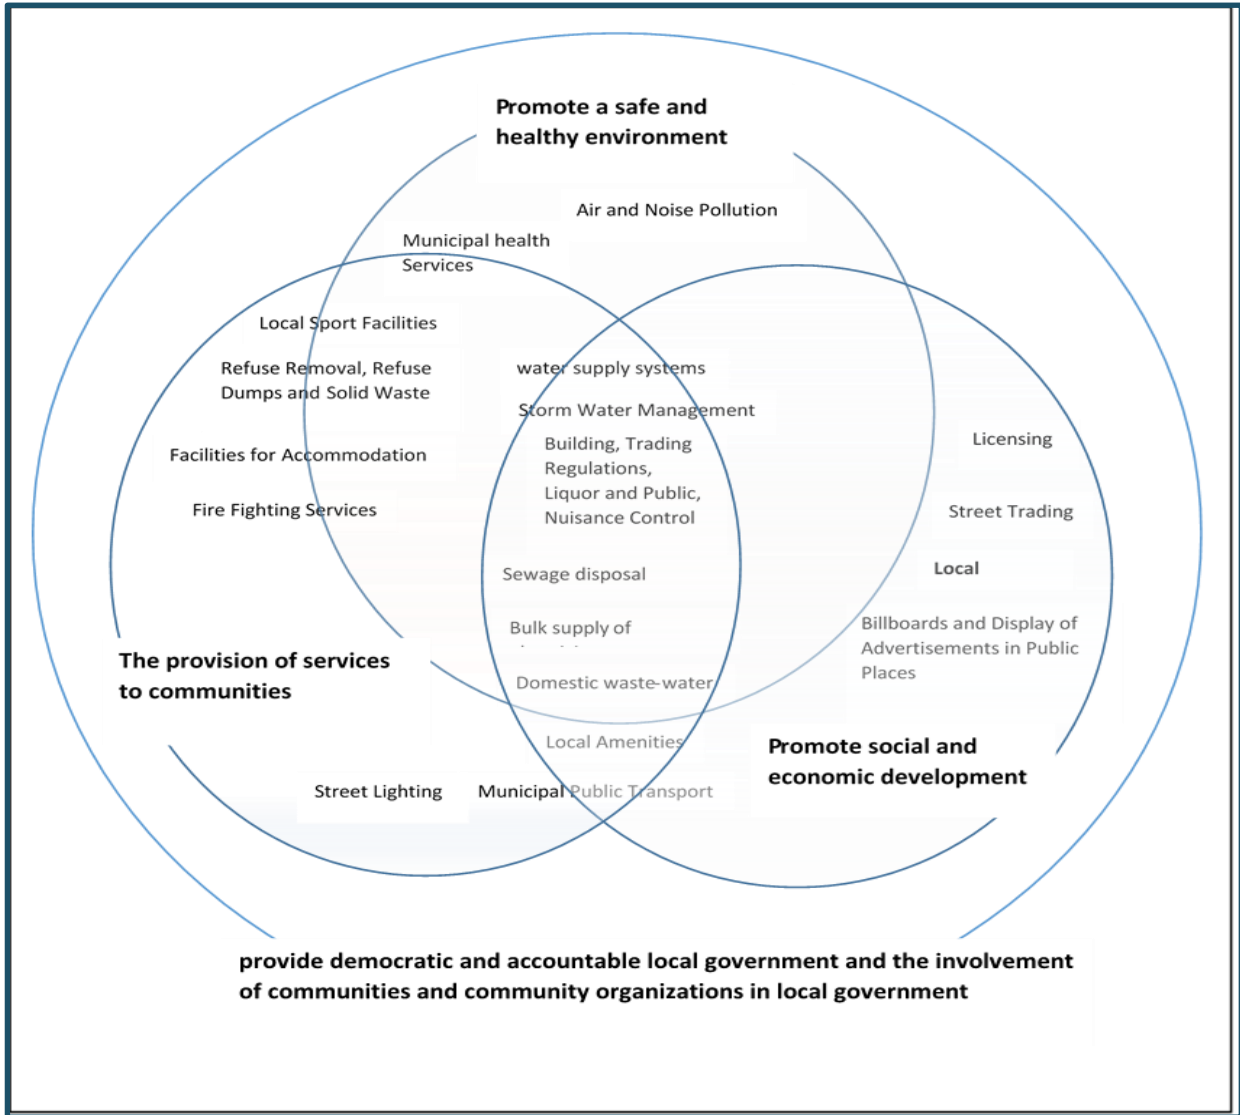 Promote a safe and
healthy environment
Air and Noise Pollution
Municipal health
Services
Local Sport Facilities
Refuse Removal, Refuse
Dumps and Solid Waste
water supply systems
Storm Water Management
Building, Trading
Regulations,
Liquor and Public,
Nuisance Control
Facilities for Accommodation
Fire Fighting Services
Licensing
Street Trading
Local
Sewage disposal
Bulk supply of
Billboards and Display of
Advertisements in Public
Places
The provision of services
to communities
Domestic waste-water
Local Amenities
Promote social and
economic development
Street Lighting
Municipal Public Transport
provide democratic and accountable local government and the involvement
of communities and community organizations in local government